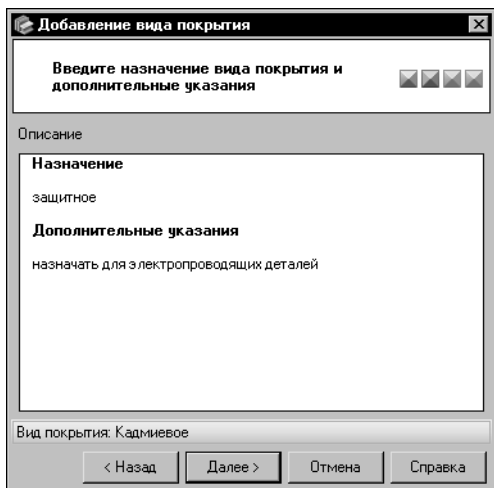 Добавление вида покрытия
Введите назначение вида покрытия и
дополнительные указания
Описание
Назначение
защитное
Дополнительные указания
назначать для электропроводящих деталей
Вид покрытия: Кадмиевое
< Назад
Далее >
Отмена
Справка